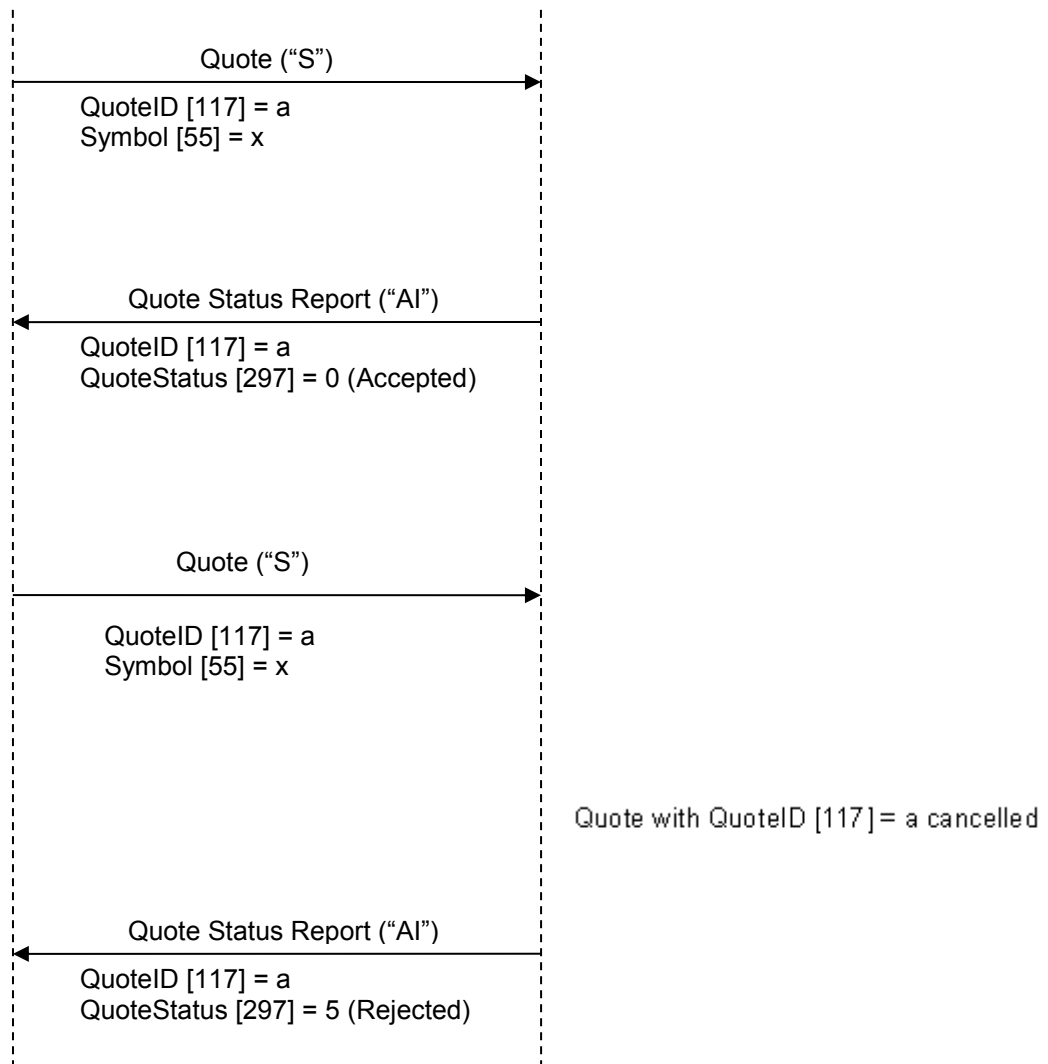 Quote (“S”)
QuoteID [117] = a
Symbol [55] = x
Quote Status Report (“AI”)
QuoteID [117] = a
QuoteStatus [297] = 0 (Accepted)
Quote (“S”)
QuoteID [117] = a
Symbol [55] = x
Quote with QuoteID [117] = a cancelled
Quote Status Report (“AI”)
QuoteID [117] = a
QuoteStatus [297] = 5 (Rejected)